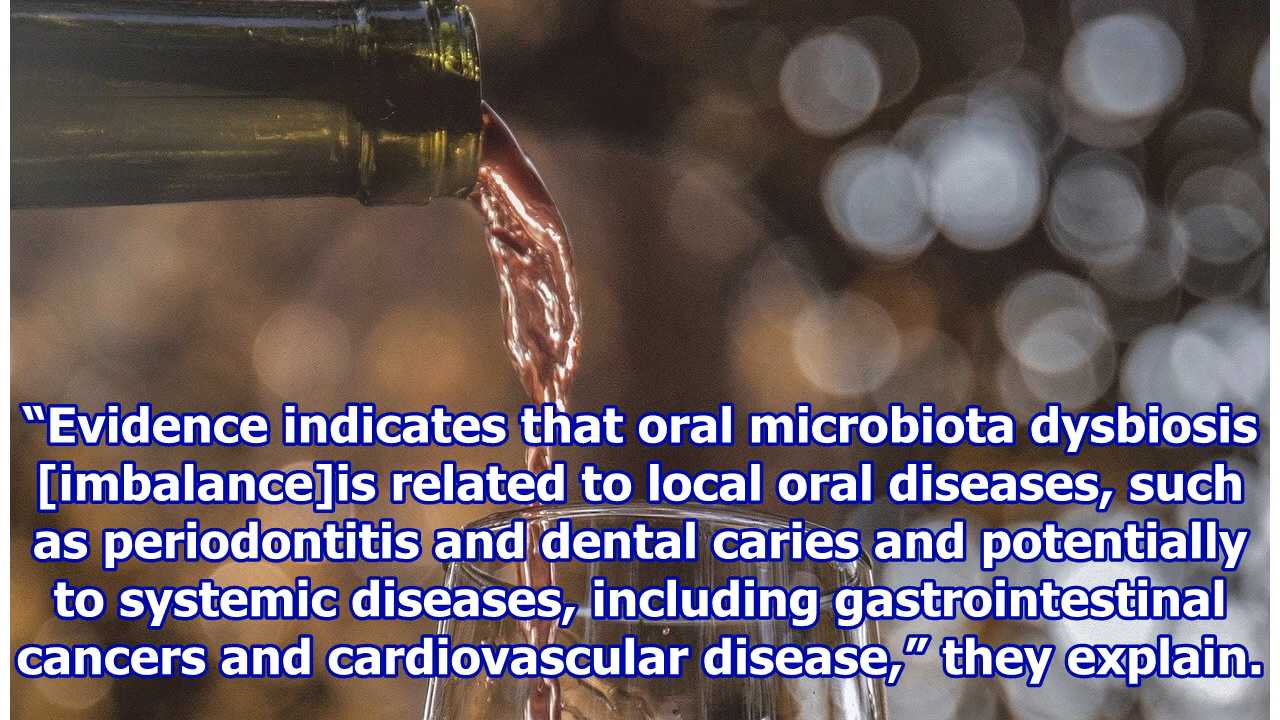 “Evidence indicates that oral microbiota dysbiosis
[imbalance]is related to local oral diseases, such
as periodontitis and dental caries and potentially
to systemic diseases, including gastrointestinal
cancers and cardiovascular disease,” they explain.